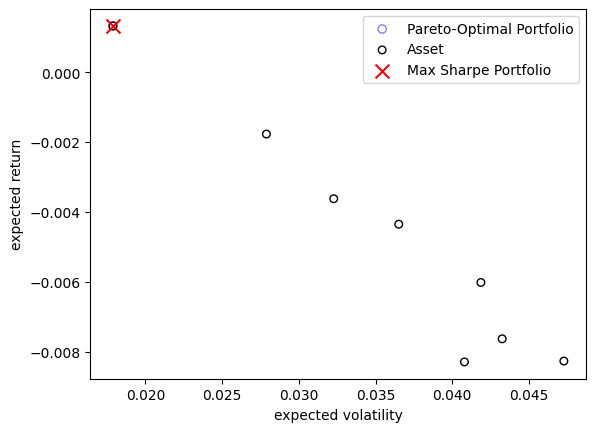 Pareto-Optimal Portfolio
Asset
Max Sharpe Portfolio
expected return
0.000
−0.002
−0.004
−0.006
−0.008
0.020 0.025 0.030 0.035 0.040 0.045
expected volatility